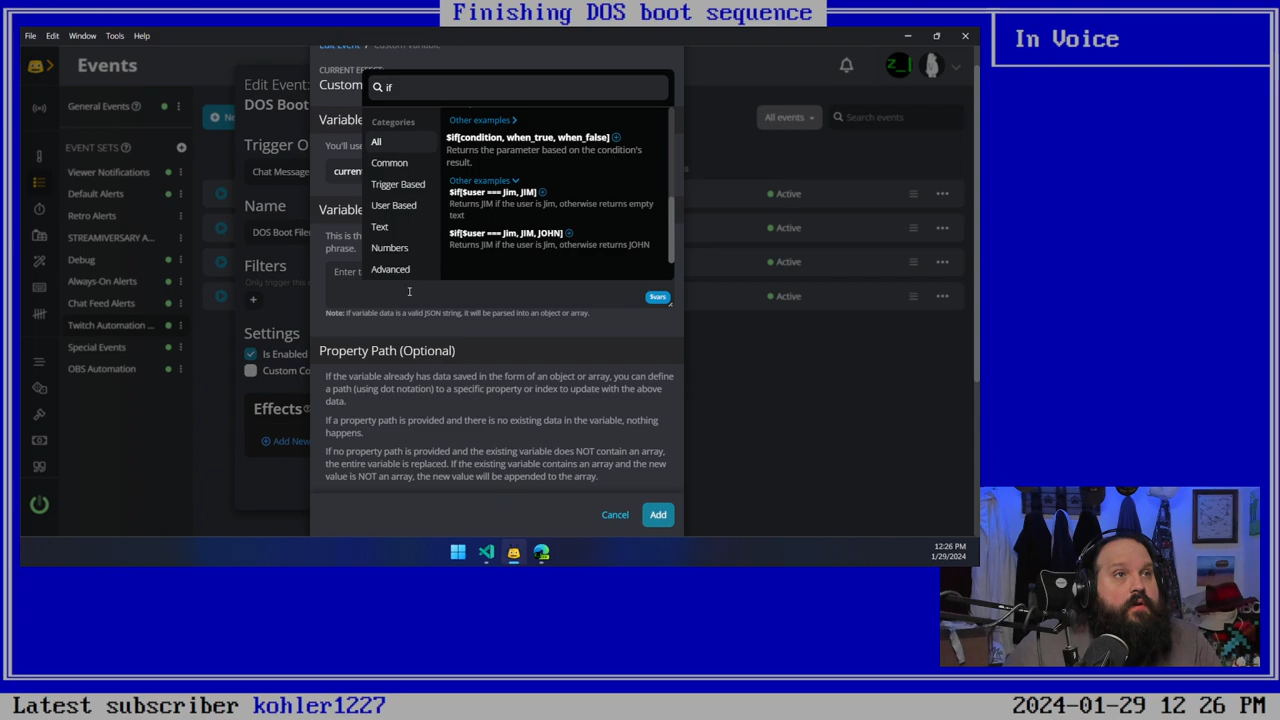 Finishing DOS boot sequence
In Voice
File Edit Window Tools Help
Events
General Events
EVENT SETS
Viewer Notifications
Default Alerts
Retro Alerts
STREAMIVERSARY A...
Debug
Always-On Alerts
Chat Feed Alerts
Twitch Automation ...
Special Events
OBS Automation
Ne
Edit Event:
DOS Boot
Trigger O
Chat Message
Name
DOS Boot File
Filters
Only trigger this e
Settings
Is Enabled
Custom Co
Effects
Add New
Edit Event / Custom Variable
CURRENT EFFECT:
Custom
Variable
You'll use
current
Variabl
This is th
phrase.
Enter t
if
Categories
All
Common
Trigger Based
User Based
Text
Numbers
Advanced
Other examples
$if[condition, when_true, when_false]
Returns the parameter based on the condition's
result.
Other examples
$if[$user === Jim, JIM]
Returns JIM if the user is Jim, otherwise returns empty
text
$if[$user === Jim, JIM, JOHN]
Returns JIM if the user is Jim, otherwise returns JOHN
$vars
Note: If variable data is a valid JSON string, it will be parsed into an object or array.
Property Path (Optional)
If the variable already has data saved in the form of an object or array, you can define
a path (using dot notation) to a specific property or index to update with the above
data.
If a property path is provided and there is no existing data in the variable, nothing
happens.
If no property path is provided and the existing variable does NOT contain an array,
the entire variable is replaced. If the existing variable contains an array and the new
value is NOT an array, the new value will be appended to the array.
Cancel Add
All events
Search events
Active
Active
Active
Active
z_l
12:26 PM
1/29/2024
Latest subscriber kohler1227
2024-01-29 12 26 PM